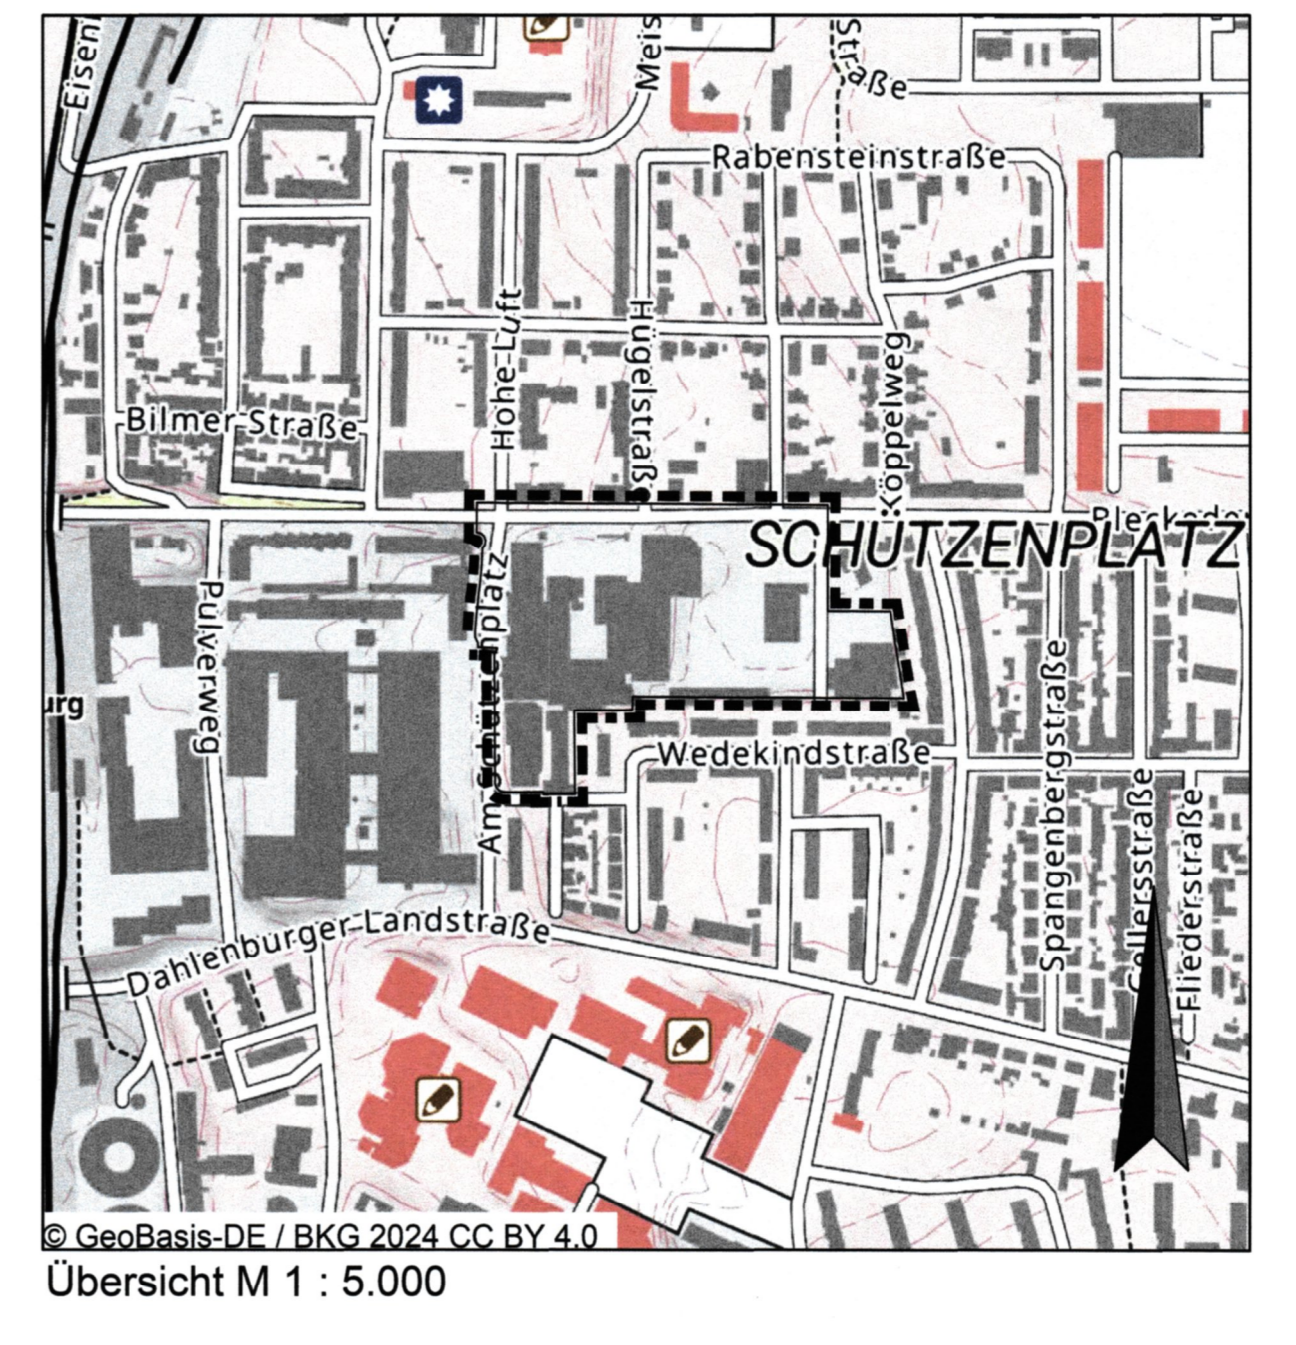 Eisen
Meis
Straße
Rabensteinstraße
Hohe-Luft
Hügelstraß
Köppelweg
Bilmer-Straße
SCHÜTZENPLATZ
Pulverweg
Am Schützenplatz
urg
Wedekindstraße
Spangenbergstraße
Fliederstraße
Dahlenburger-Landstraße
© GeoBasis-DE / BKG 2024 CC BY 4.0
Übersicht M 1 : 5.000